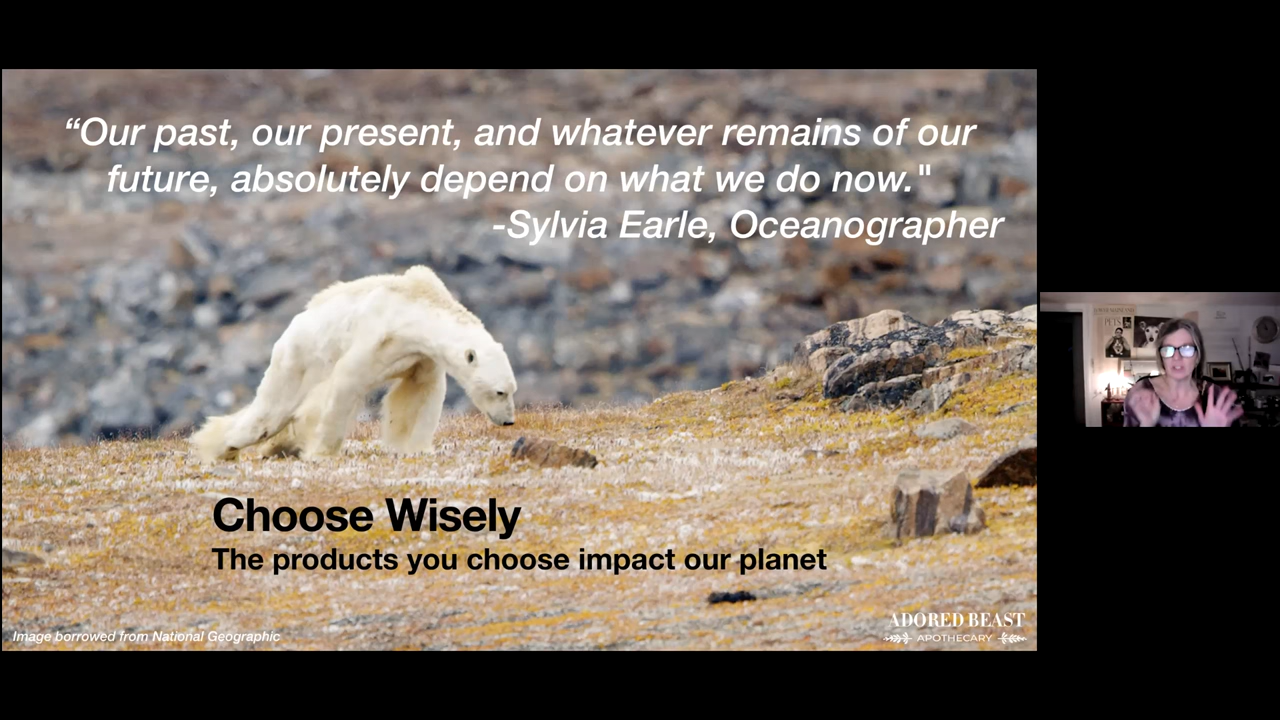 “Our past, our present, and whatever remains of our
future, absolutely depend on what we do now."
-Sylvia Earle, Oceanographer
Choose Wisely
The products you choose impact our planet
Image borrowed from National Geographic
ADORED BEAST
APOTHECARY
PETS